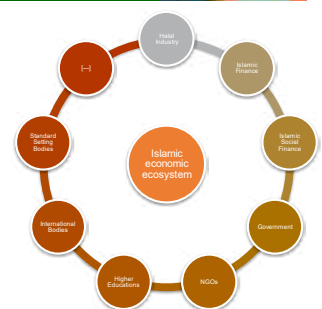 Halal
Industry
Islamic
Finance
Islamic
Social
Finance
Government
NGOs
Higher
Educations
International
Bodies
Standard
Setting
Bodies
[---]
Islamic
economic
ecosystem